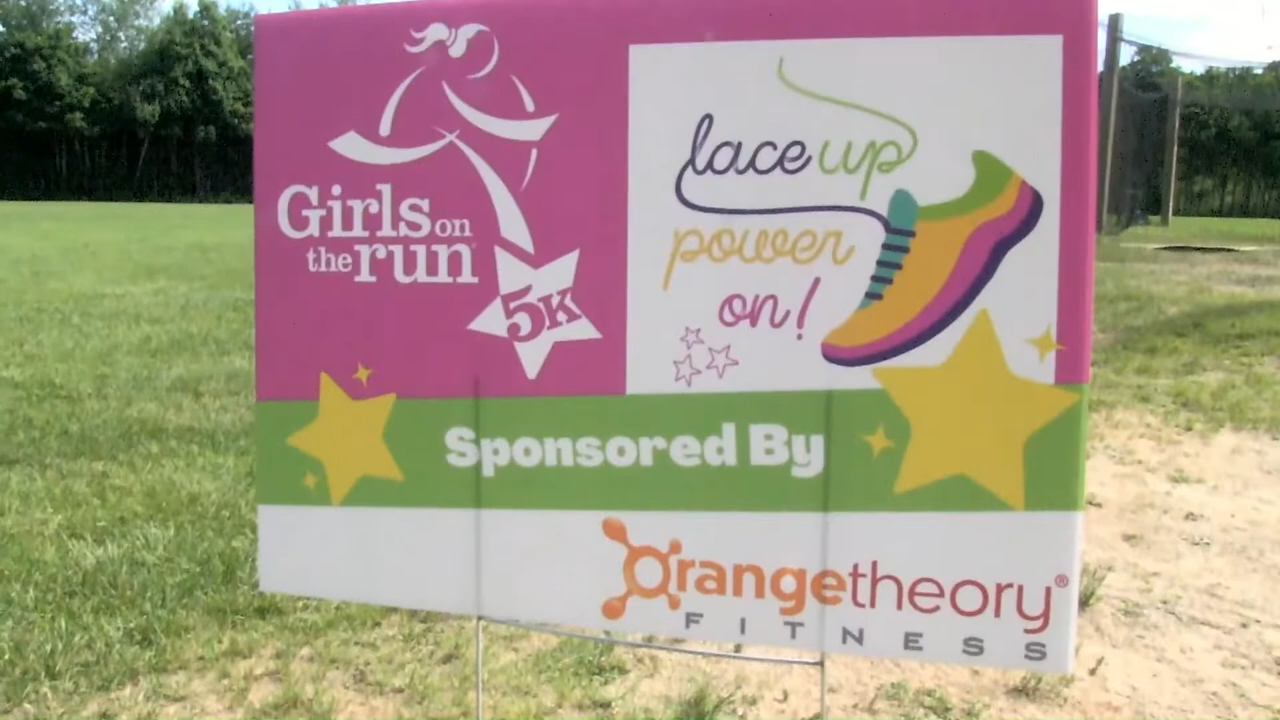 Girls on
the run
5K
lace up
power
on!
Sponsored By
Orangetheory®
FITNESS